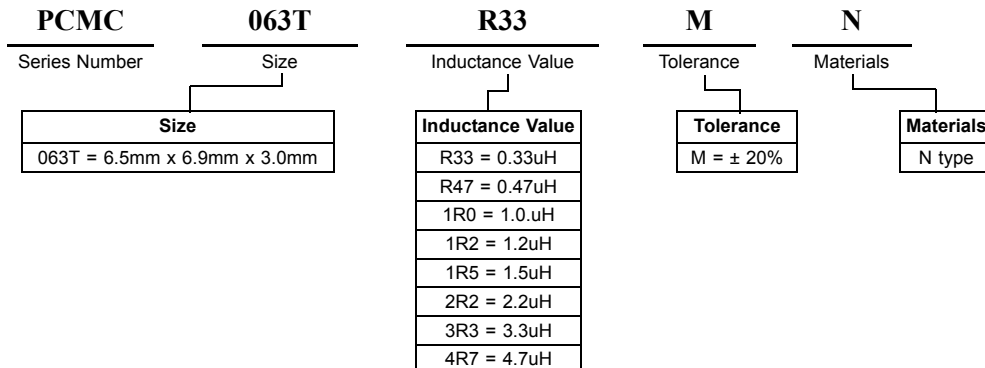 PCMC 063T R33 M N
Series Number Size Inductance Value Tolerance Materials
Size Inductance Value Tolerance Materials
063T = 6.5mm x 6.9mm x 3.0mm R33 = 0.33uH M = ± 20% N type
R47 = 0.47uH
1R0 = 1.0.uH
1R2 = 1.2uH
1R5 = 1.5uH
2R2 = 2.2uH
3R3 = 3.3uH
4R7 = 4.7uH